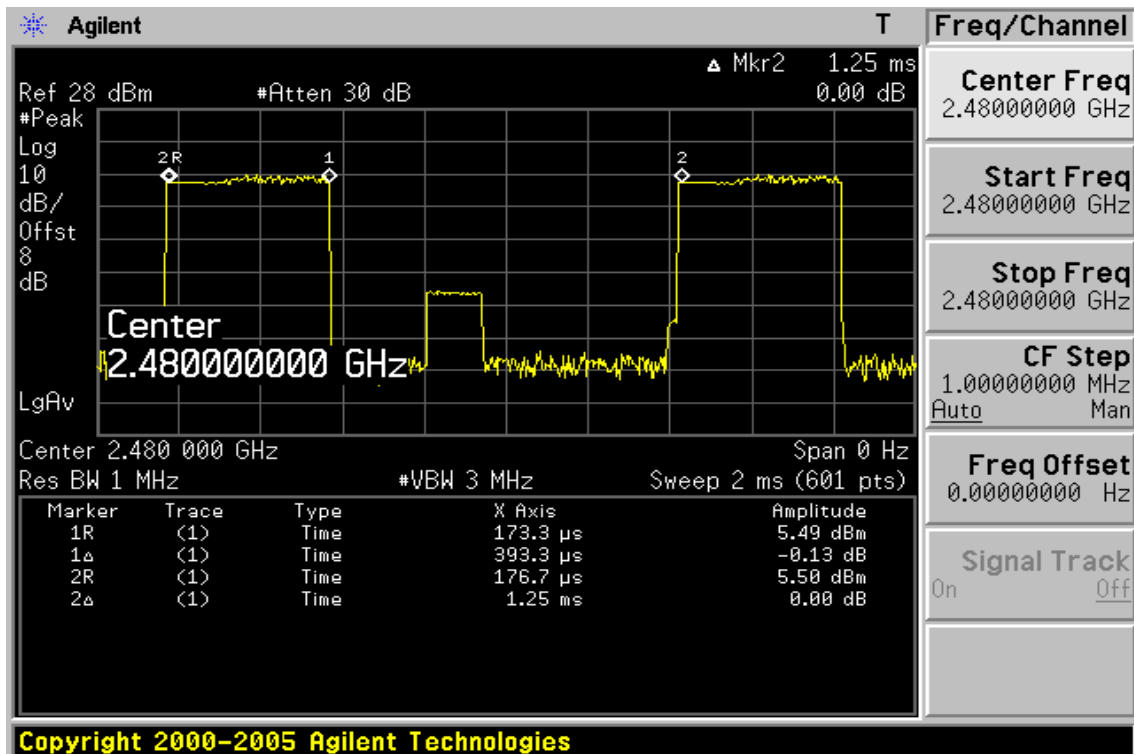 Agilent T
Δ Mkr2 1.25 ms
Ref 28 dBm #Atten 30 dB 0.00 dB
#Peak
Log
10
dB/
Offst
8
dB
LgAv
2R 1 2
Center
2.480000000 GHz
Center 2.480 000 GHz Span 0 Hz
Res BW 1 MHz #VBW 3 MHz Sweep 2 ms (601 pts)
Marker Trace Type X Axis Amplitude
1R (1) Time 173.3 µs 5.49 dBm
1Δ (1) Time 393.3 µs -0.13 dB
2R (1) Time 176.7 µs 5.50 dBm
2Δ (1) Time 1.25 ms 0.00 dB
Freq/Channel
Center Freq
2.48000000 GHz
Start Freq
2.48000000 GHz
Stop Freq
2.48000000 GHz
CF Step
1.00000000 MHz
Auto Man
Freq Offset
0.00000000 Hz
Signal Track
On Off
Copyright 2000-2005 Agilent Technologies